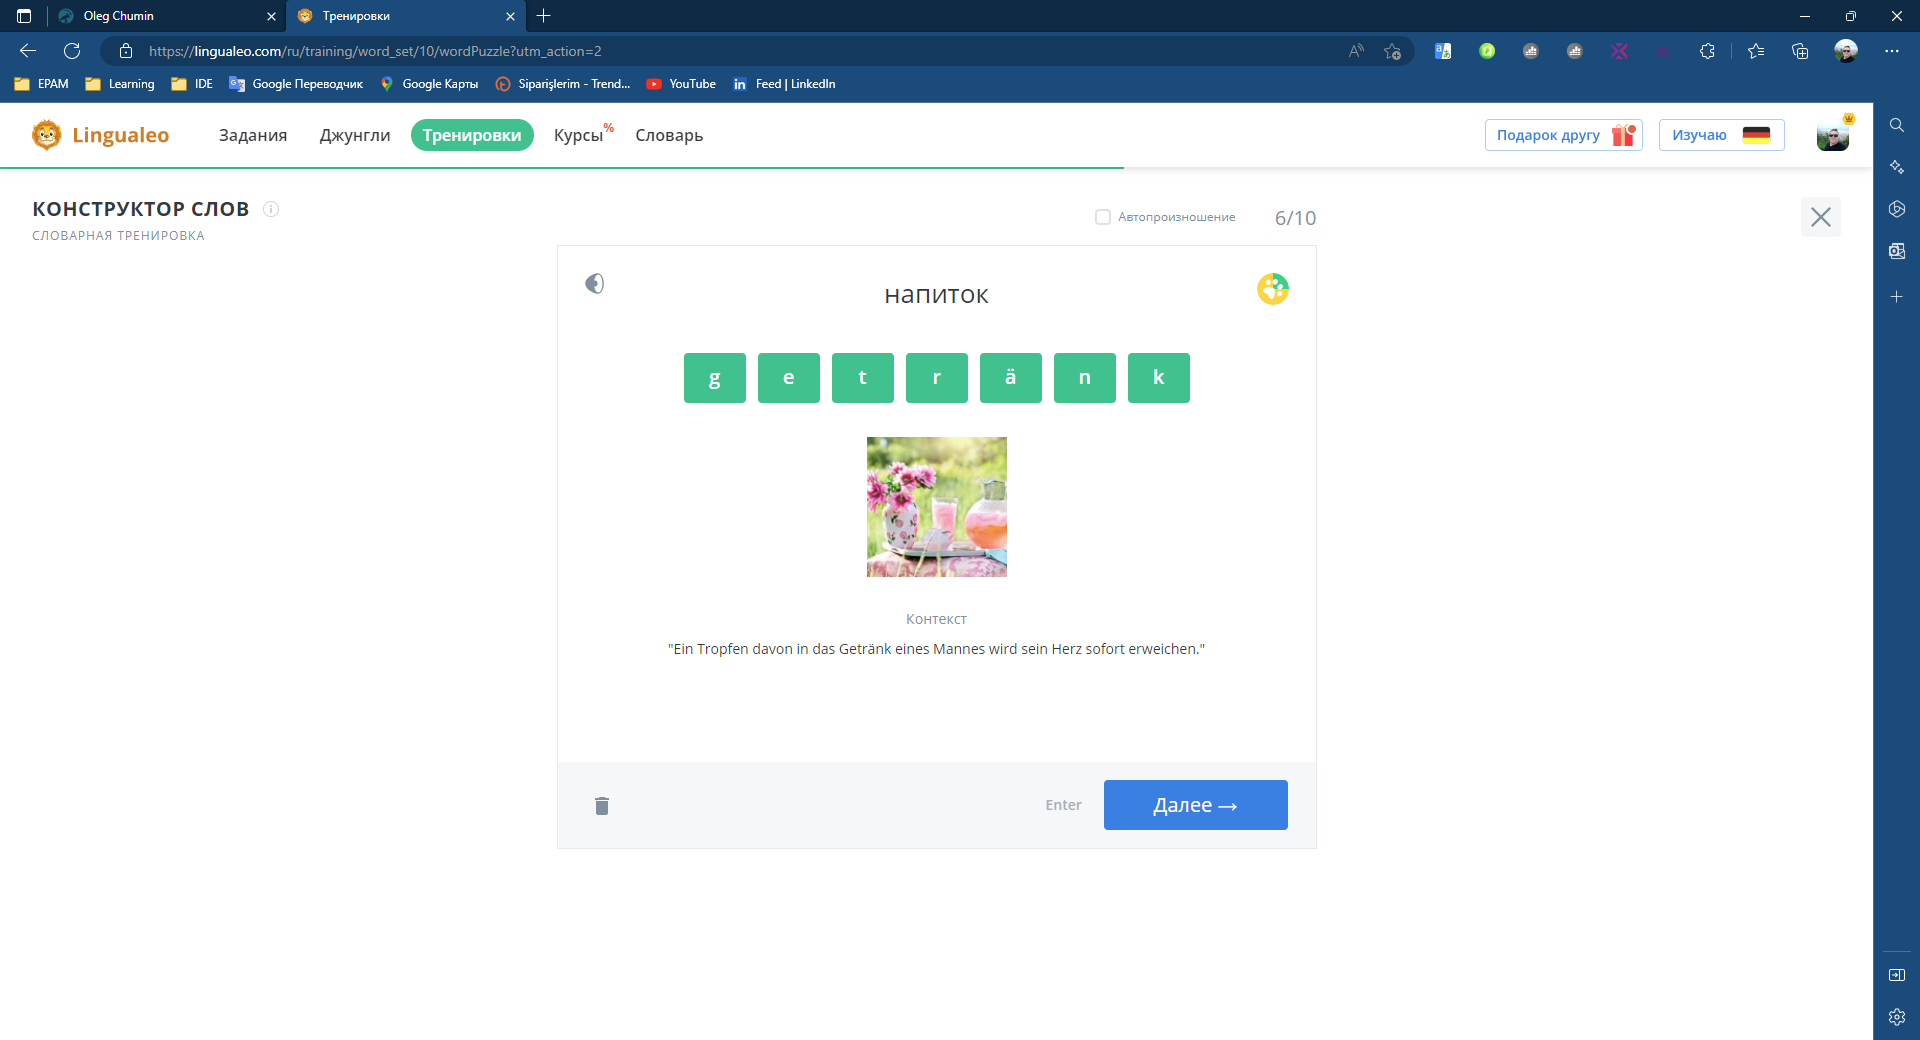 Oleg Chumin
Тренировки
https://lingualeo.com/ru/training/word_set/10/wordPuzzle?utm_action=2
EPAM
Learning
IDE
Google Переводчик
Google Карты
Siparişlerim - Trend...
YouTube
Feed | LinkedIn
Lingualeo
Задания
Джунгли
Тренировки
Курсы%
Словарь
Подарок другу
Изучаю
КОНСТРУКТОР СЛОВ
СЛОВАРНАЯ ТРЕНИРОВКА
Автопроизношение
6/10
напиток
g e t r ä n k
Контекст
"Ein Tropfen davon in das Getränk eines Mannes wird sein Herz sofort erweichen."
Enter
Далее →